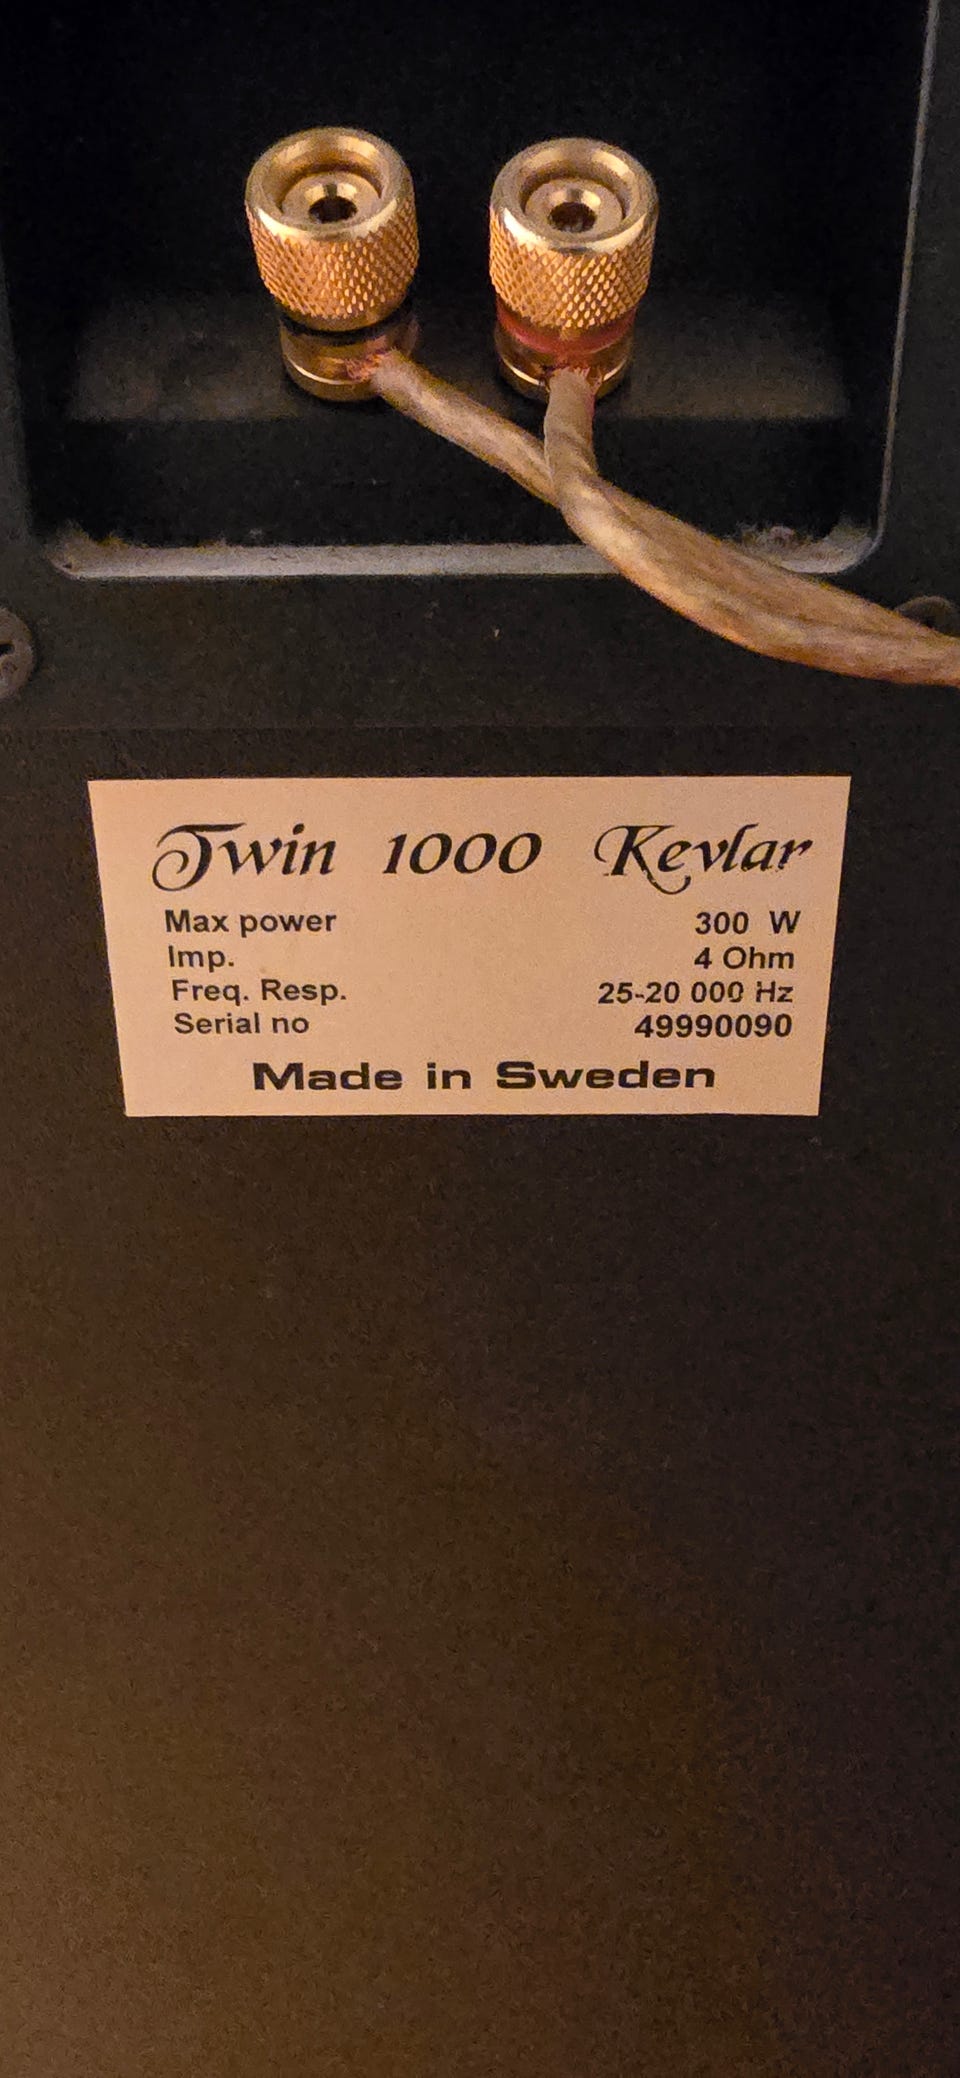 Twin 1000 Kevlar
Max power 300 W
Imp. 4 Ohm
Freq. Resp. 25-20 000 Hz
Serial no 49990090
Made in Sweden